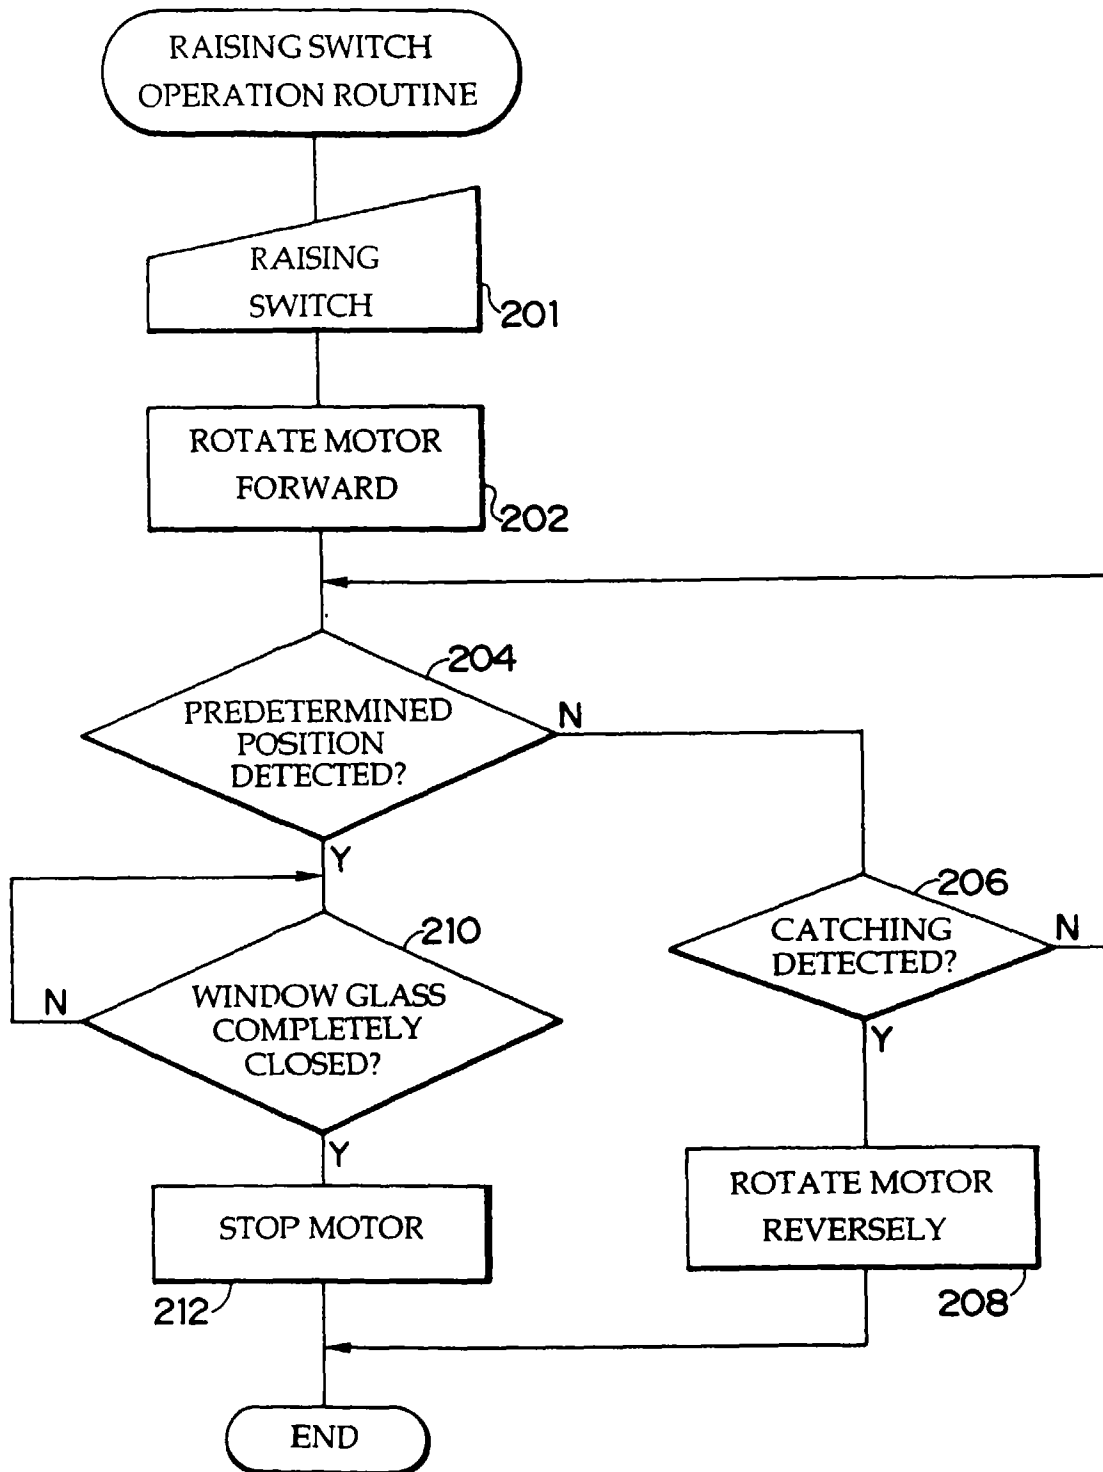 RAISING SWITCH
OPERATION ROUTINE
RAISING
SWITCH
201
ROTATE MOTOR
FORWARD
202
204
PREDETERMINED
POSITION
DETECTED?
N
Y
206
CATCHING
DETECTED?
N
Y
210
WINDOW GLASS
COMPLETELY
CLOSED?
N
Y
ROTATE MOTOR
REVERSELY
208
STOP MOTOR
212
END